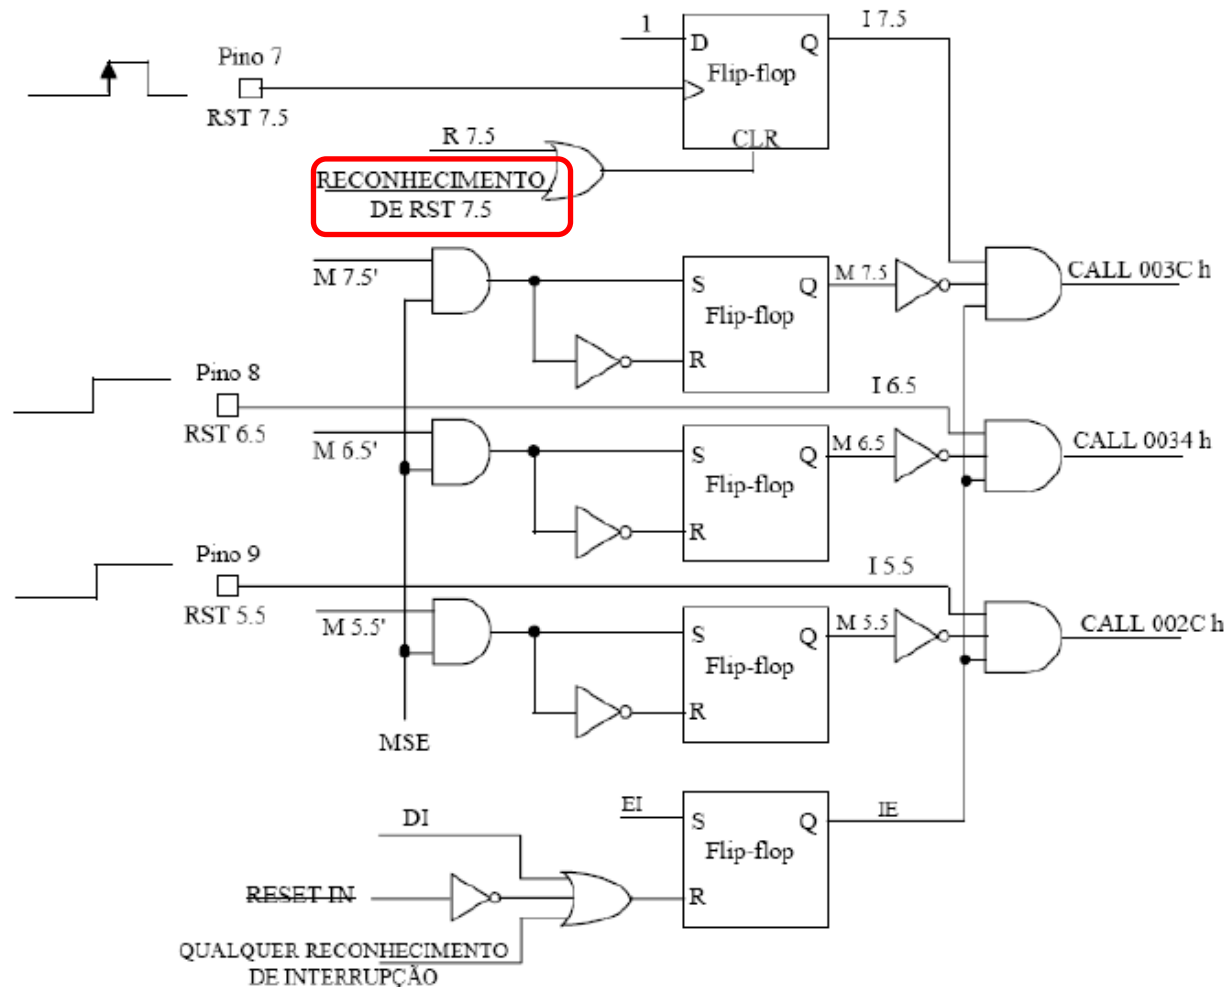 1
I 7.5
D
Q
Pino 7
Flip-flop
RST 7.5
CLR
R 7.5
RECONHECIMENTO
DE RST 7.5
M 7.5'
S
Q
M 7.5
CALL 003C h
Flip-flop
R
Pino 8
I 6.5
RST 6.5
M 6.5'
S
Q
M 6.5
CALL 0034 h
Flip-flop
R
Pino 9
I 5.5
RST 5.5
M 5.5'
S
Q
M 5.5
CALL 002C h
Flip-flop
R
MSE
EI
DI
S
Q
IE
Flip-flop
RESET IN
R
QUALQUER RECONHECIMENTO
DE INTERRUPÇÃO